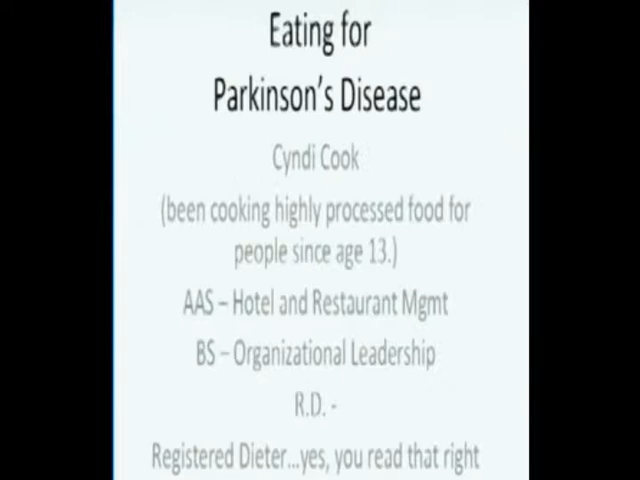 Eating for
Parkinson's Disease
Cyndi Cook
(been cooking highly processed food for
people since age 13.)
AAS – Hotel and Restaurant Mgmt
BS – Organizational Leadership
R.D. -
Registered Dieter...yes, you read that right